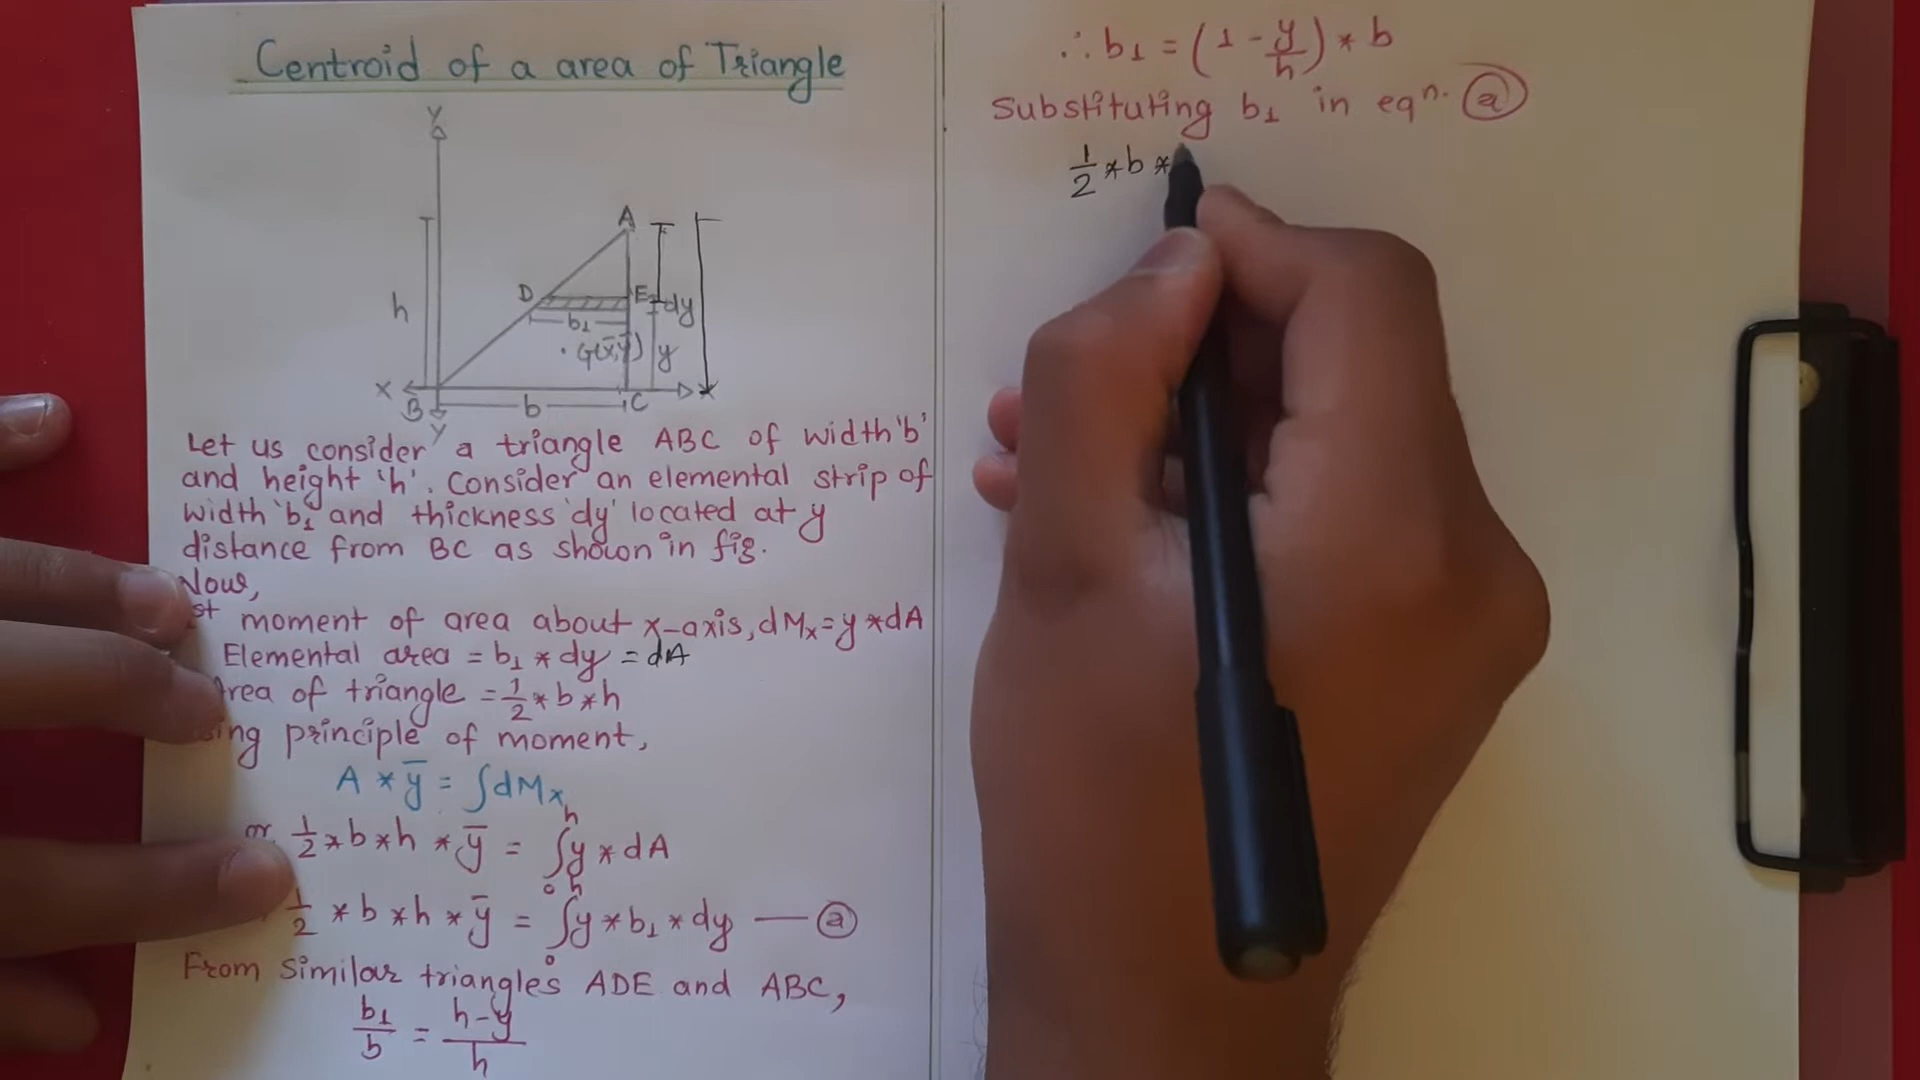 Centroid of a area of Triangle
Y
A
D
E
dy
h
b₁
G(x̄,ȳ)
y
x
x
B
b
C
y
Let us consider a triangle ABC of width 'b'
and height 'h'. Consider an elemental strip of
width 'b₁' and thickness 'dy' located at y
distance from BC as shown in fig.
Now,
st moment of area about x-axis, dMₓ = y * dA
Elemental area = b₁ * dy = dA
Area of triangle = 1/2 * b * h
ing principle of moment,
A * ȳ = ∫dMₓ
or 1/2 * b * h * ȳ = ∫₀ʰ y * dA
1/2 * b * h * ȳ = ∫₀ʰ y * b₁ * dy — ⓐ
From similar triangles ADE and ABC,
b₁/b = (h-y)/h
∴ b₁ = (1 - y/h) * b
Substituting b₁ in eqⁿ. ⓐ
1/2 * b *